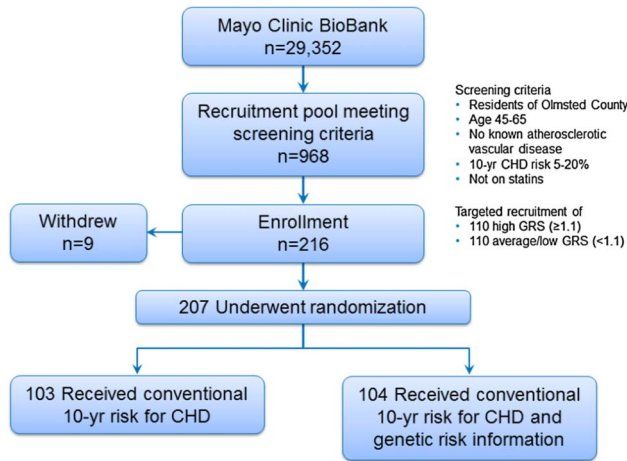 Mayo Clinic BioBank
n=29,352
Recruitment pool meeting
screening criteria
n=968
Screening criteria
• Residents of Olmsted County
• Age 45-65
• No known atherosclerotic
vascular disease
• 10-yr CHD risk 5-20%
• Not on statins
Withdrew
n=9
Enrollment
n=216
Targeted recruitment of
• 110 high GRS (≥1.1)
• 110 average/low GRS (<1.1)
207 Underwent randomization
103 Received conventional
10-yr risk for CHD
104 Received conventional
10-yr risk for CHD and
genetic risk information